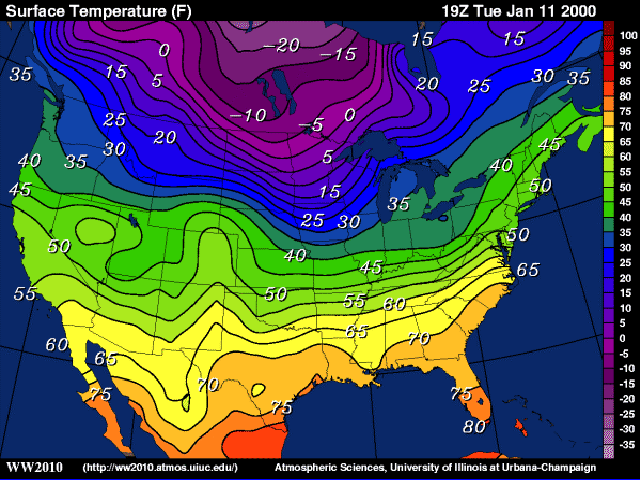 Surface Temperature (F) 19Z Tue Jan 11 2000
0 -20 -15 15 15
100
95
90
85
80
75
70
65
60
55
50
45
40
35
30
25
20
15
10
5
0
-5
-10
-15
-20
-25
-30
-35
35 15 5 20 25 30 35
25 -10 -5 0
30 20 5
40 35 15 40 45
45 25 30 35 50
50 40 45 50
55 50 55 60 65
60 65 65 70
75 70 75 75
80
WW2010 (http://ww2010.atmos.uiuc.edu/) Atmospheric Sciences, University of Illinois at Urbana-Champaign